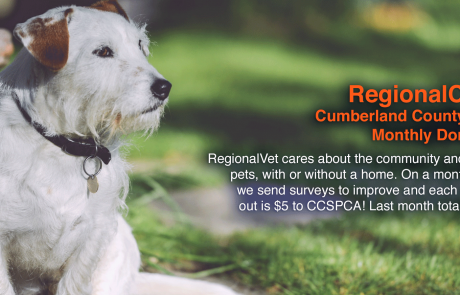 RegionalC
Cumberland County
Monthly Do
RegionalVet cares about the community and
pets, with or without a home. On a mont
we send surveys to improve and each
out is $5 to CCSPCA! Last month tota